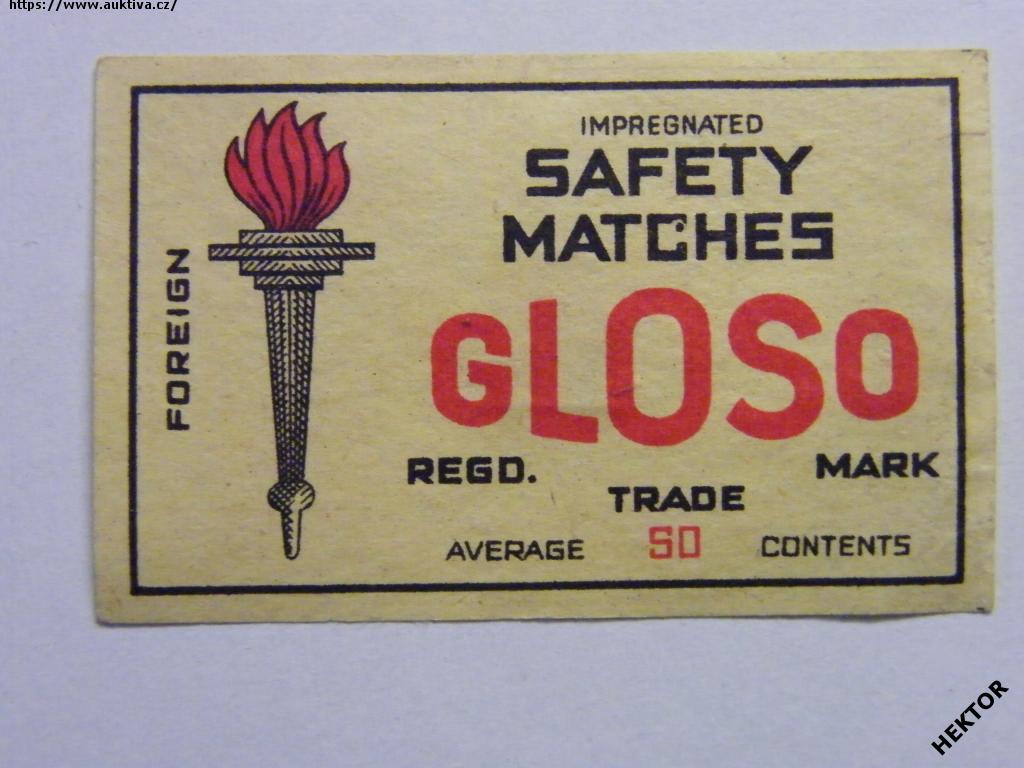 https://www.auktiva.cz/
FOREIGN
IMPREGNATED
SAFETY
MATCHES
GLOSO
REGD. TRADE MARK
AVERAGE 50 CONTENTS
HEKTOR